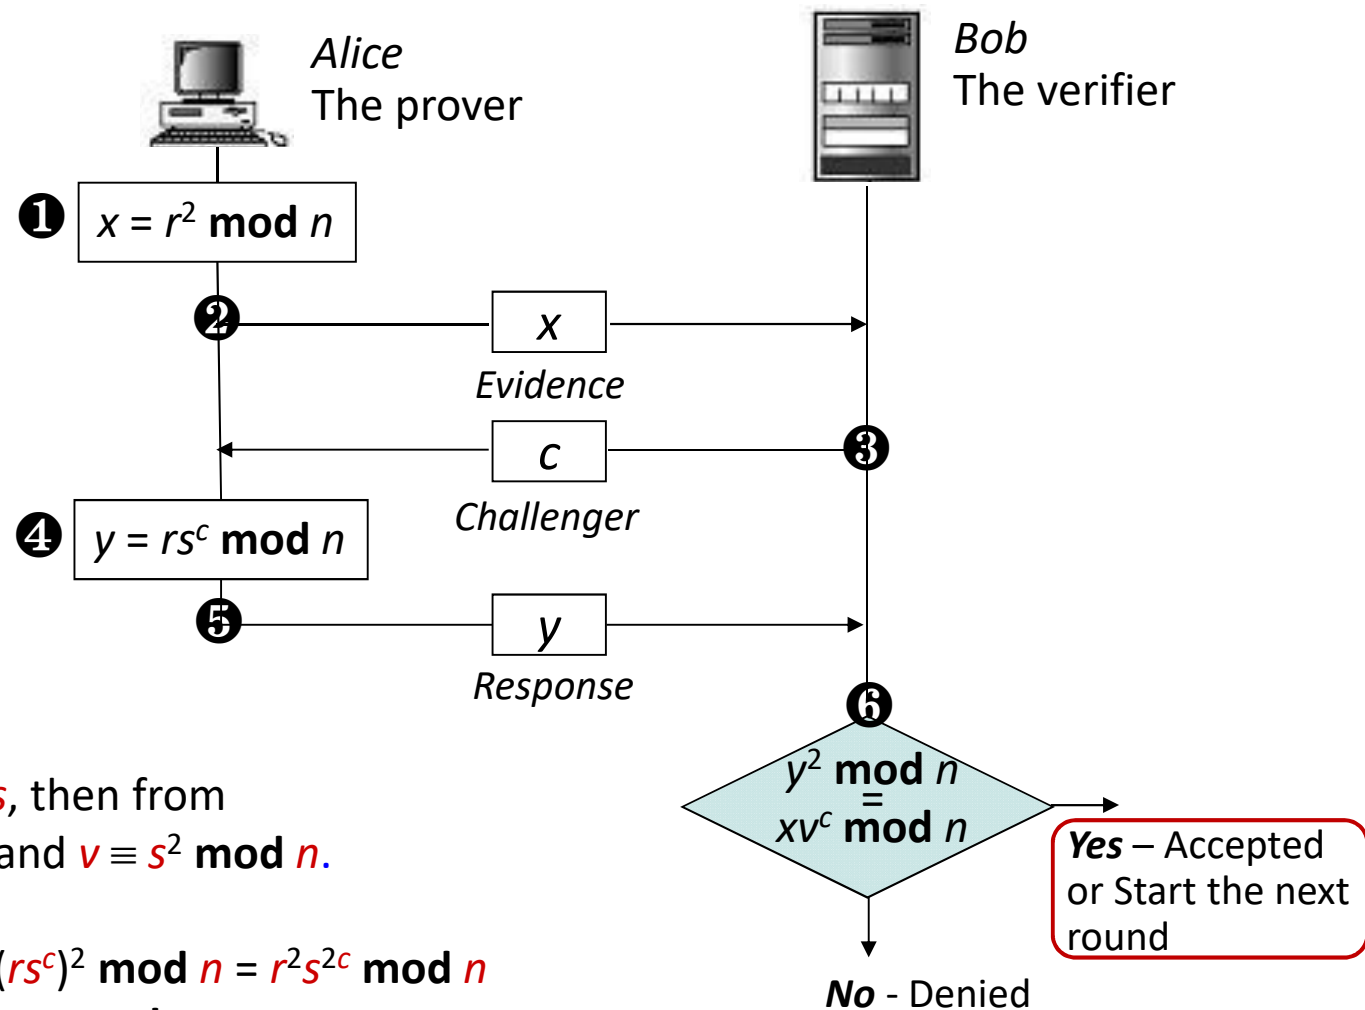 Alice
The prover
Bob
The verifier
❶ x = r² mod n
❷
x
Evidence
c
❸
Challenger
❹ y = rsᶜ mod n
❺
y
Response
❻
y² mod n
=
xvᶜ mod n
s, then from
and v ≡ s² mod n.
Yes – Accepted
or Start the next
round
(rsᶜ)² mod n = r²s²ᶜ mod n
No - Denied